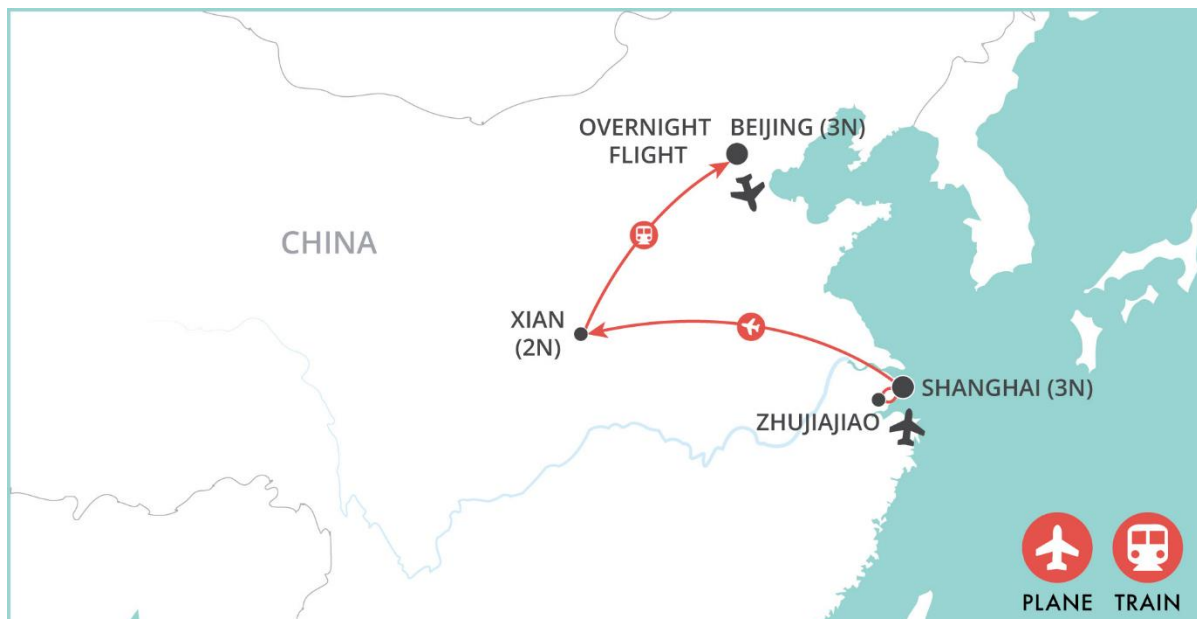 OVERNIGHT
FLIGHT
BEIJING (3N)
CHINA
XIAN
(2N)
SHANGHAI (3N)
ZHUJIAJIAO
PLANE
TRAIN